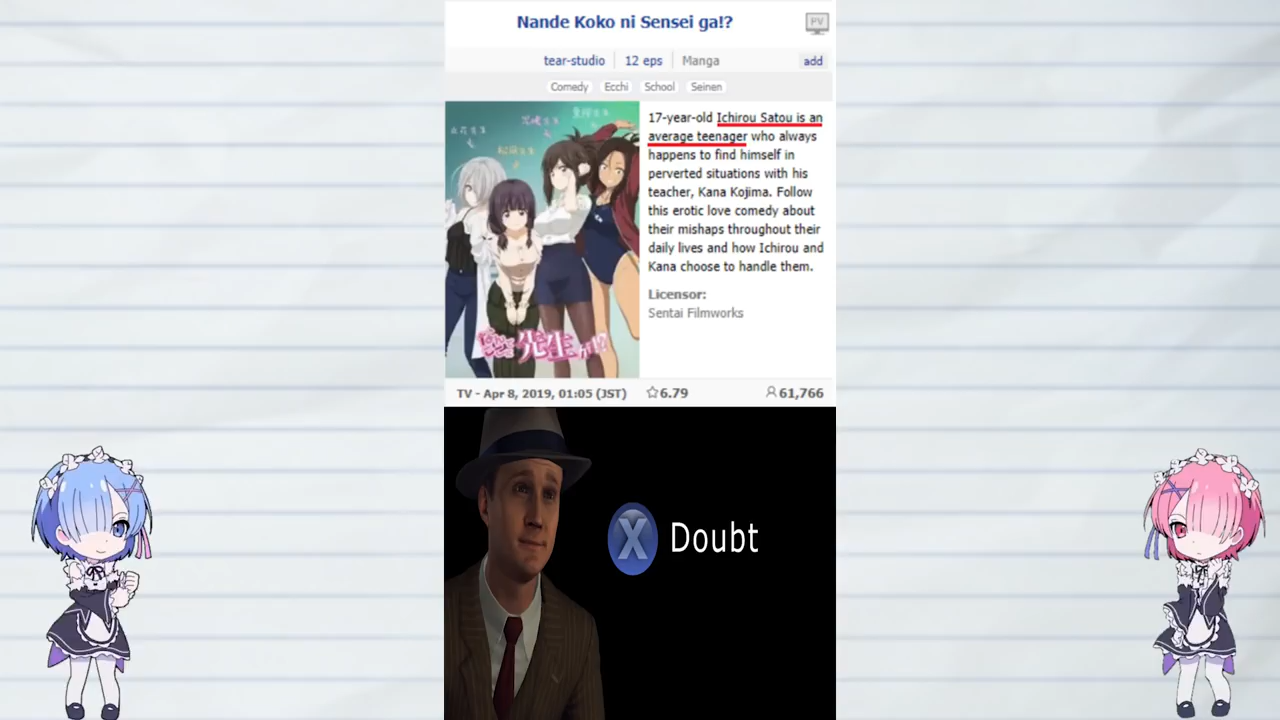 Nande Koko ni Sensei ga!?
PV
tear-studio
12 eps
Manga
add
Comedy
Ecchi
School
Seinen
17-year-old Ichirou Satou is an
average teenager who always
happens to find himself in
perverted situations with his
teacher, Kana Kojima. Follow
this erotic love comedy about
their mishaps throughout their
daily lives and how Ichirou and
Kana choose to handle them.
Licensor:
Sentai Filmworks
先生が!?
TV - Apr 8, 2019, 01:05 (JST)
6.79
61,766
X Doubt